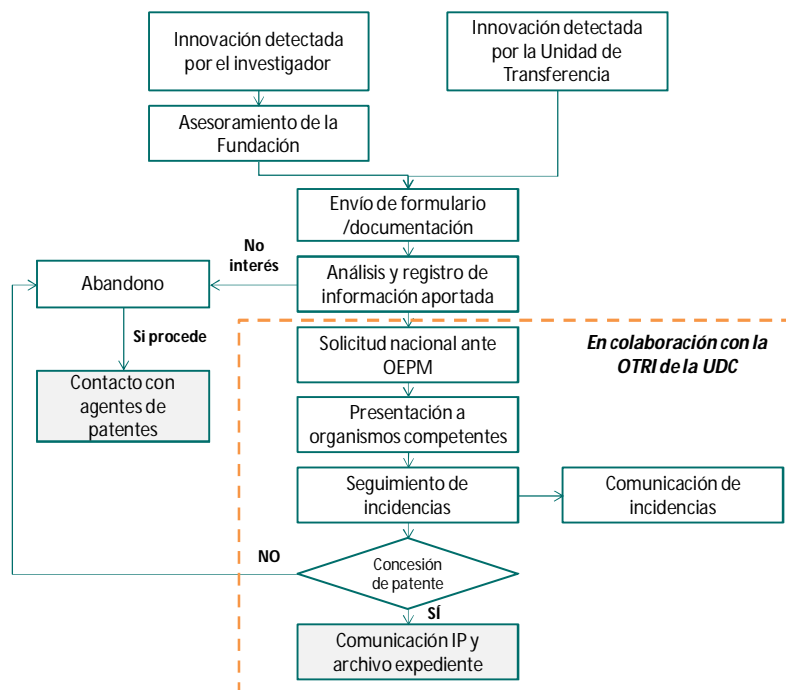 Innovación detectada
por el investigador
Innovación detectada
por la Unidad de
Transferencia
Asesoramiento de la
Fundación
Envío de formulario
/documentación
No
interés
Abandono
Análisis y registro de
información aportada
Si procede
Solicitud nacional ante
OEPM
En colaboración con la
OTRI de la UDC
Contacto con
agentes de
patentes
Presentación a
organismos competentes
Seguimiento de
incidencias
Comunicación de
incidencias
NO
Concesión
de patente
SÍ
Comunicación IP y
archivo expediente